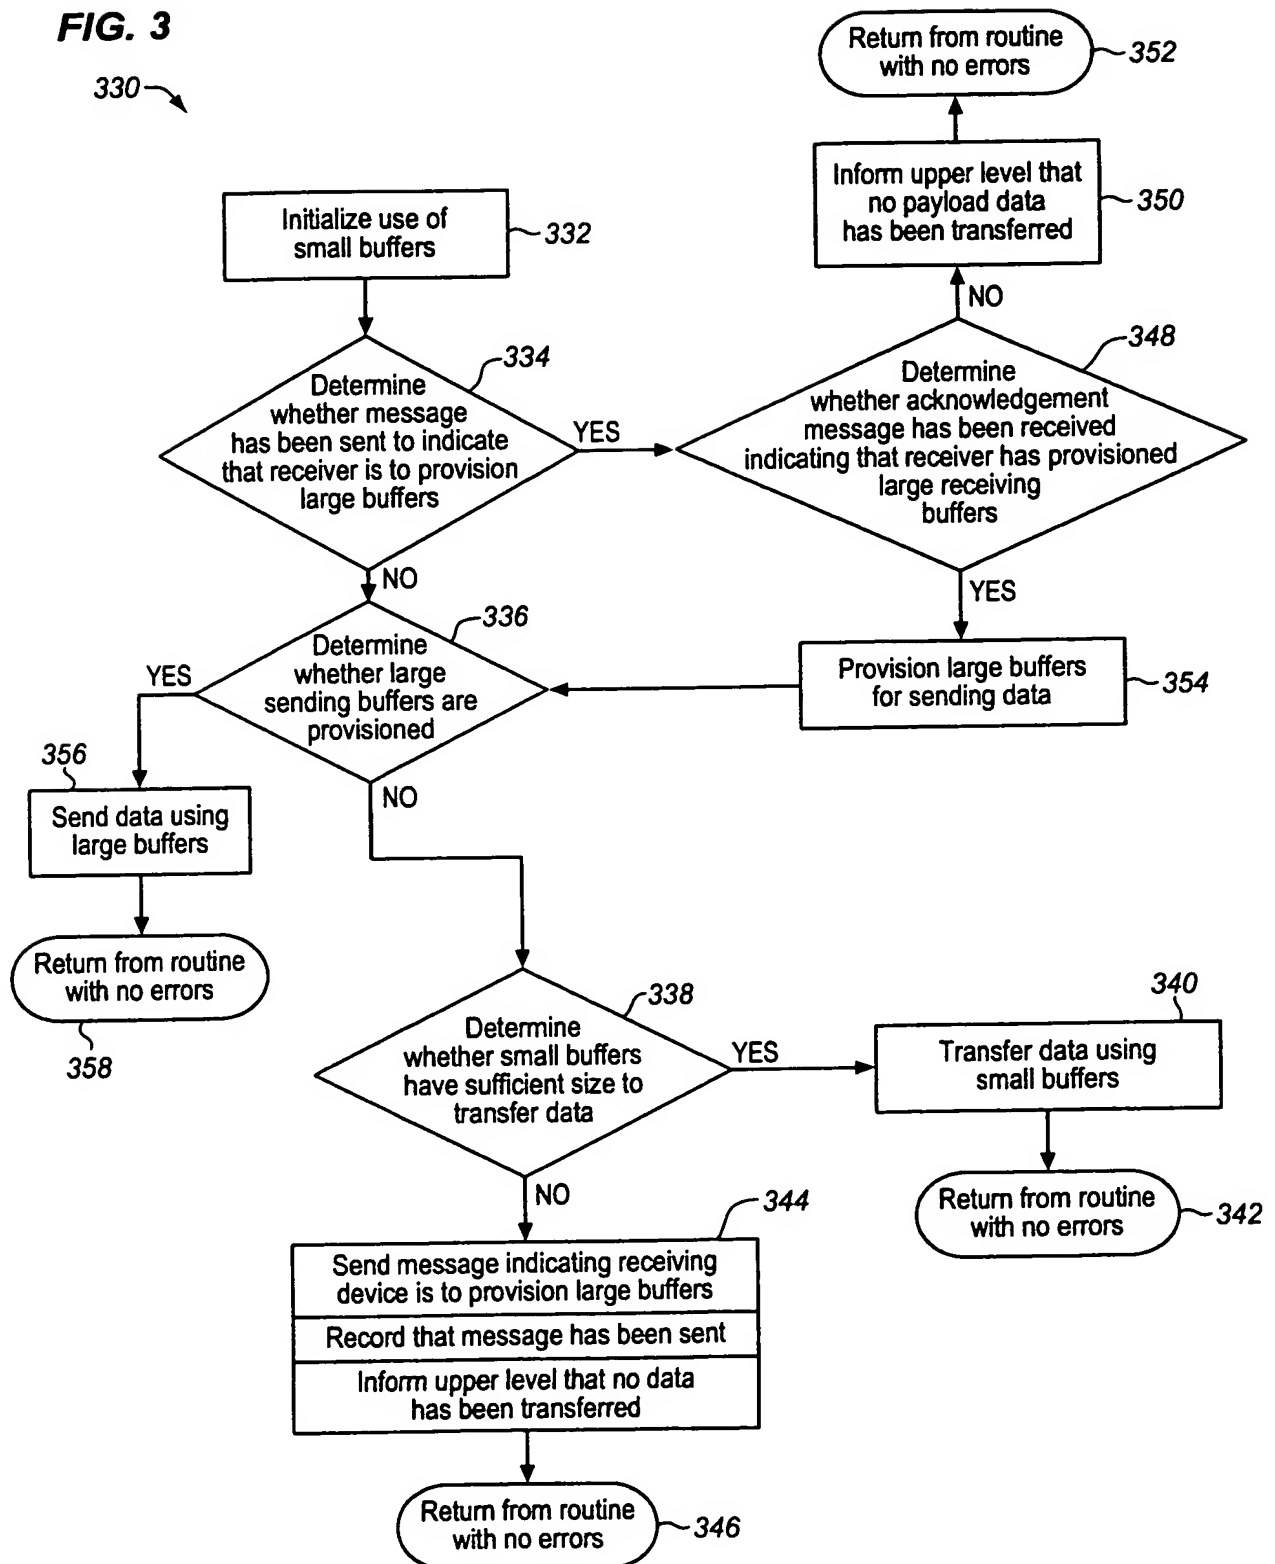 FIG. 3
330
Return from routine
with no errors
352
Inform upper level that
no payload data
has been transferred
350
Initialize use of
small buffers
332
NO
334
348
Determine
whether message
has been sent to indicate
that receiver is to provision
large buffers
YES
Determine
whether acknowledgement
message has been received
indicating that receiver has provisioned
large receiving
buffers
NO
YES
336
Determine
whether large
sending buffers are
provisioned
YES
Provision large buffers
for sending data
354
356
Send data using
large buffers
NO
Return from routine
with no errors
358
338
Determine
whether small buffers
have sufficient size to
transfer data
YES
340
Transfer data using
small buffers
NO
Return from routine
with no errors
342
344
Send message indicating receiving
device is to provision large buffers
Record that message has been sent
Inform upper level that no data
has been transferred
Return from routine
with no errors
346